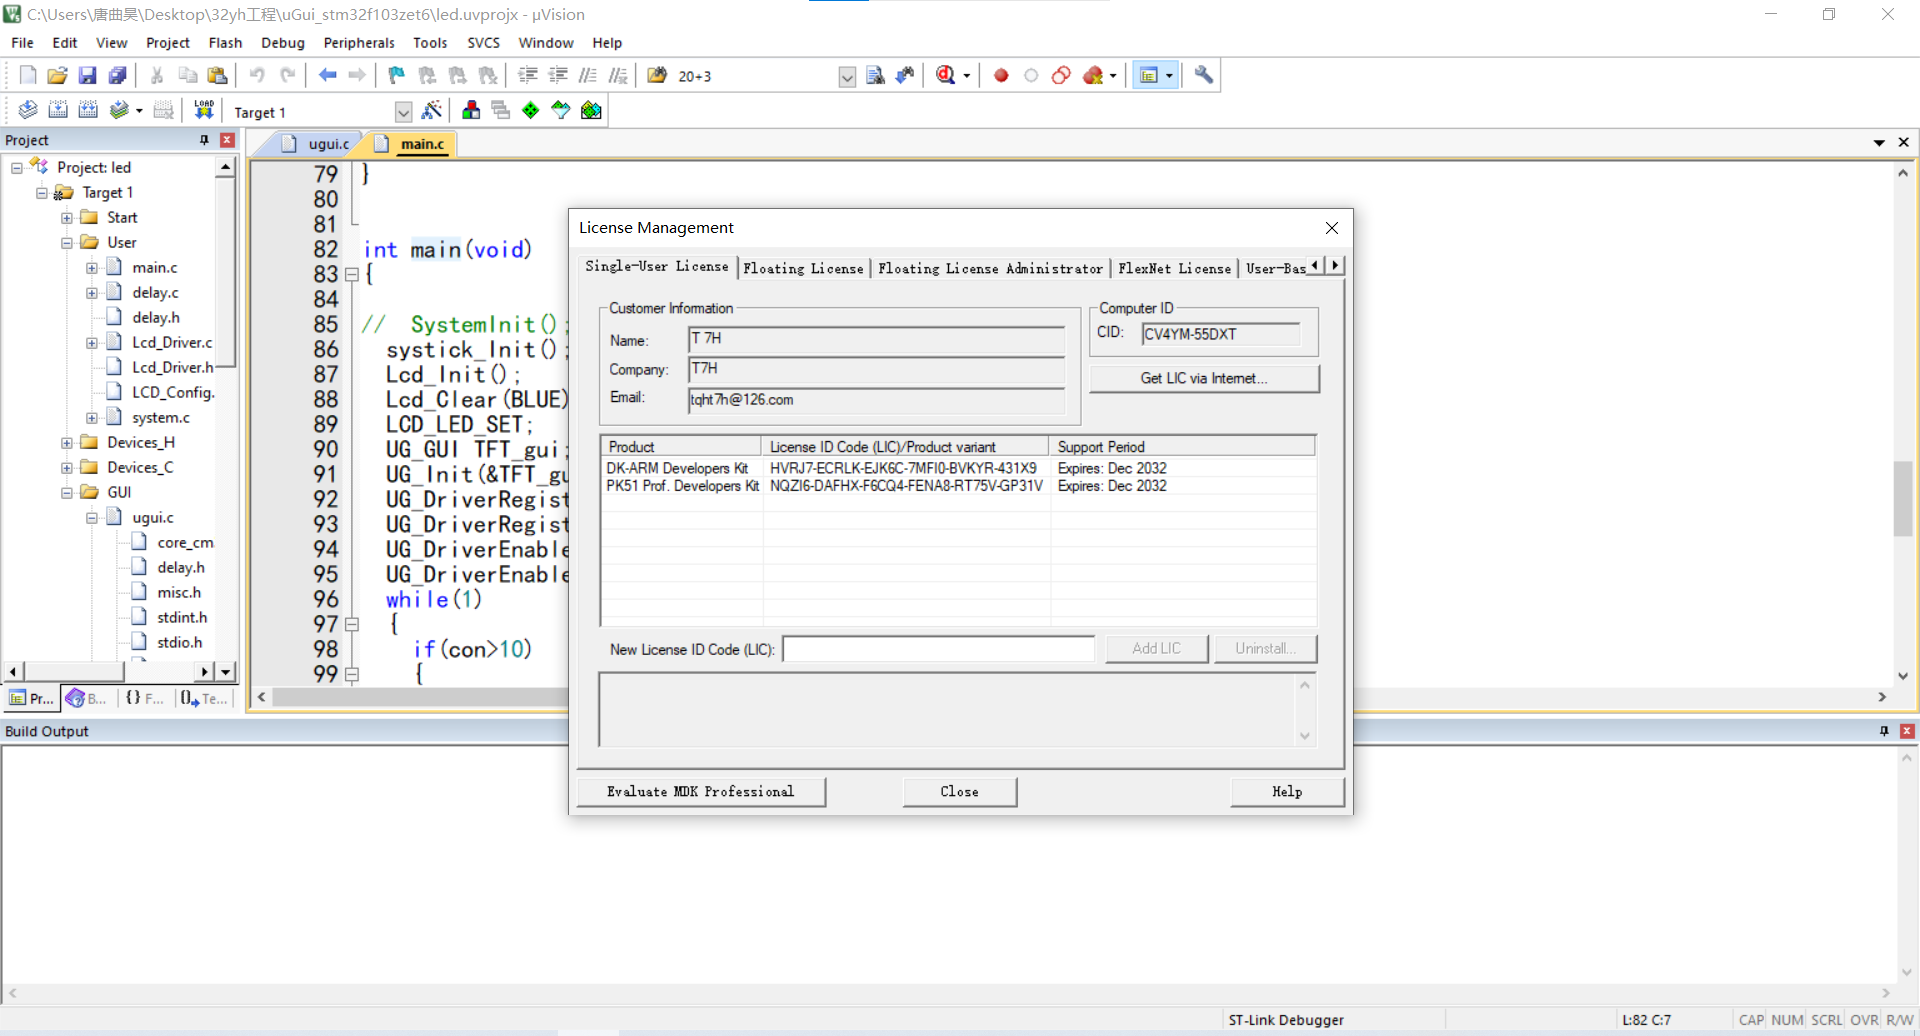 C:\Users\唐曲昊\Desktop\32yh工程\uGui_stm32f103zet6\led.uvprojx - µVision
File Edit View Project Flash Debug Peripherals Tools SVCS Window Help
20+3
LOAD Target 1
Project
ugui.c main.c
Project: led
Target 1
Start
User
main.c
delay.c
delay.h
Lcd_Driver.c
Lcd_Driver.h
LCD_Config.
system.c
Devices_H
Devices_C
GUI
ugui.c
core_cm
delay.h
misc.h
stdint.h
stdio.h
Pr... B... {} F... Te...
79 }
80
81
82 int main(void)
83 {
84
85 // SystemInit();
86 systick_Init();
87 Lcd_Init();
88 Lcd_Clear(BLUE)
89 LCD_LED_SET;
90 UG_GUI TFT_gui;
91 UG_Init(&TFT_gu
92 UG_DriverRegist
93 UG_DriverRegist
94 UG_DriverEnable
95 UG_DriverEnable
96 while(1)
97 {
98 if(con>10)
99 {
License Management
Single-User License Floating License Floating License Administrator FlexNet License User-Bas
Customer Information
Name: T 7H
Company: T7H
Email: tqht7h@126.com
Computer ID
CID: CV4YM-55DXT
Get LIC via Internet...
Product License ID Code (LIC)/Product variant Support Period
DK-ARM Developers Kit HVRJ7-ECRLK-EJK6C-7MFI0-BVKYR-431X9 Expires: Dec 2032
PK51 Prof. Developers Kit NQZI6-DAFHX-F6CQ4-FENA8-RT75V-GP31V Expires: Dec 2032
New License ID Code (LIC): Add LIC Uninstall...
Evaluate MDK Professional Close Help
Build Output
ST-Link Debugger L:82 C:7 CAP NUM SCRL OVR R/W